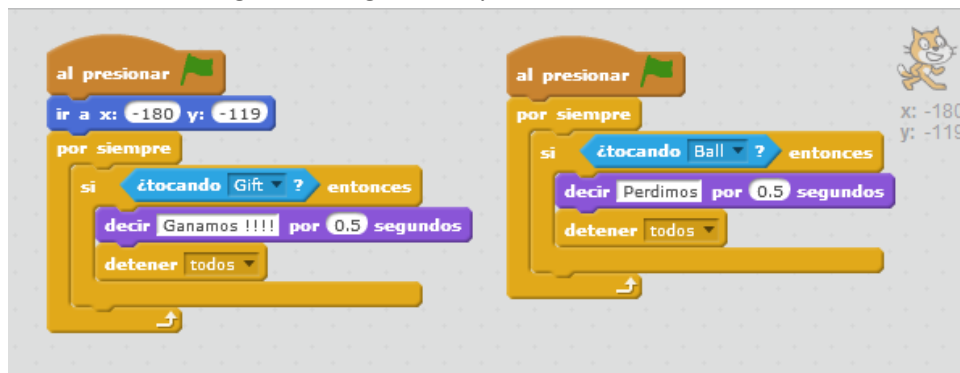 al presionar
ir a x: -180 y: -119
por siempre
si ¿tocando Gift ? entonces
decir Ganamos !!!! por 0.5 segundos
detener todos
al presionar
por siempre
si ¿tocando Ball ? entonces
decir Perdimos por 0.5 segundos
detener todos
x: -180
y: -119